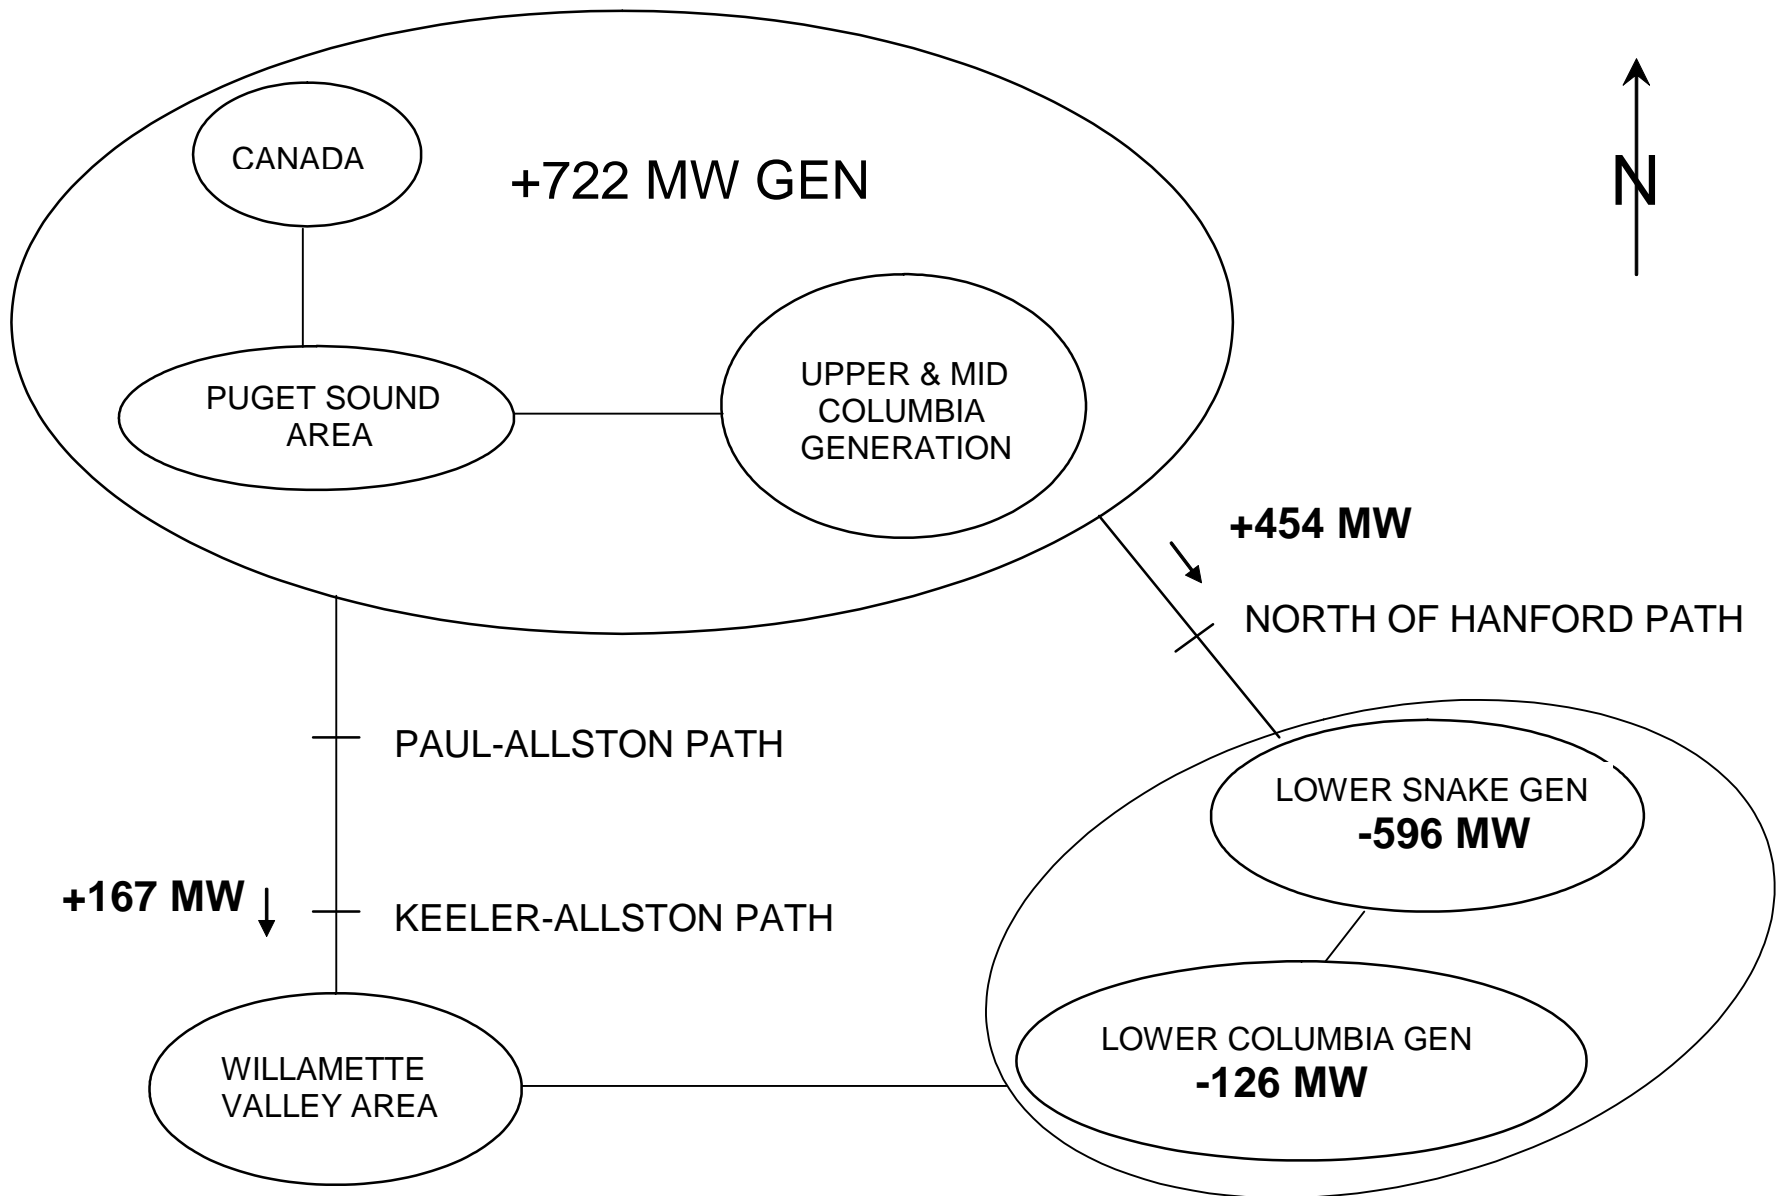 CANADA
+722 MW GEN
N
PUGET SOUND
AREA
UPPER & MID
COLUMBIA
GENERATION
+454 MW
NORTH OF HANFORD PATH
PAUL-ALLSTON PATH
LOWER SNAKE GEN
-596 MW
+167 MW
KEELER-ALLSTON PATH
LOWER COLUMBIA GEN
-126 MW
WILLAMETTE
VALLEY AREA